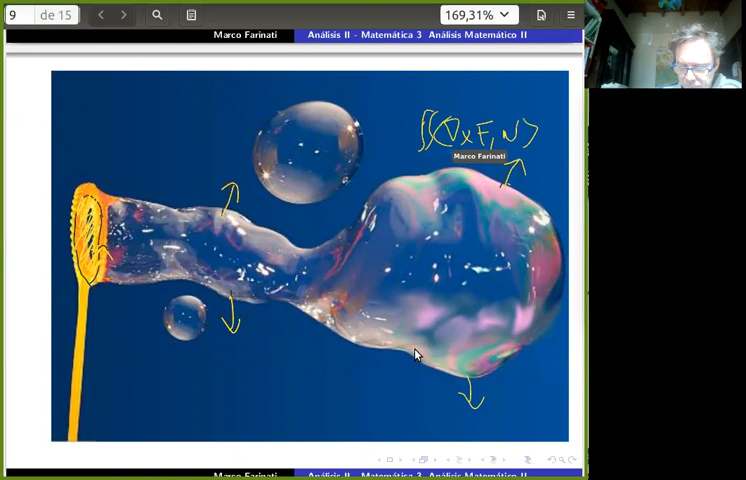 9 de 15 169,31%
Marco Farinati Análisis II - Matemática 3 Análisis Matemático II
∬⟨∇×F, N⟩
Marco Farinati
Marco Farinati Análisis II - Matemática 3 Análisis Matemático II